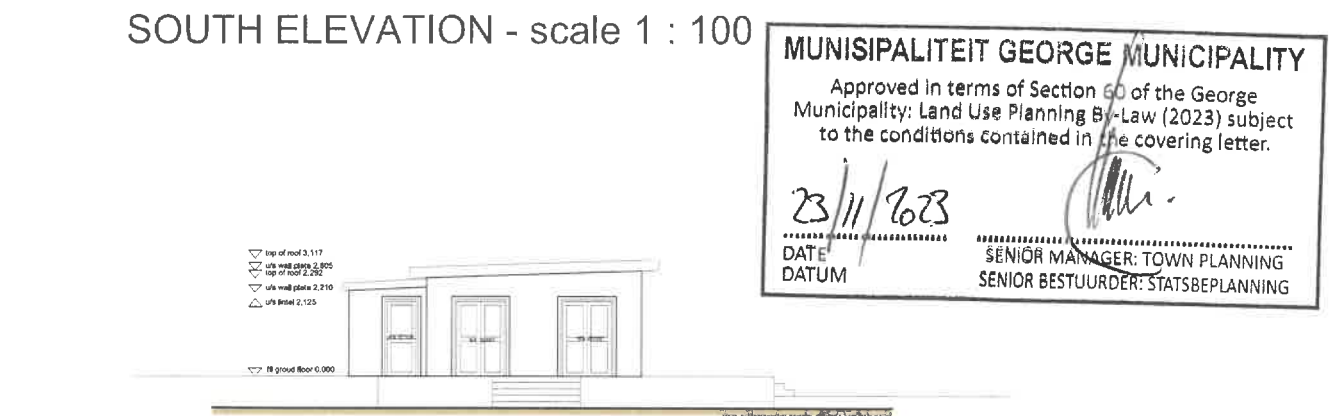 SOUTH ELEVATION - scale 1 : 100
MUNISIPALITEIT GEORGE MUNICIPALITY
Approved in terms of Section 60 of the George
Municipality: Land Use Planning By-Law (2023) subject
to the conditions contained in the covering letter.
23/11/2023
DATE
DATUM
SENIOR MANAGER: TOWN PLANNING
SENIOR BESTUURDER: STATSBEPLANNING
top of roof 3,117
u/s wall plate 2,805
top of roof 2,292
u/s wall plate 2,210
u/s lintel 2,125
ffl groud floor 0.000